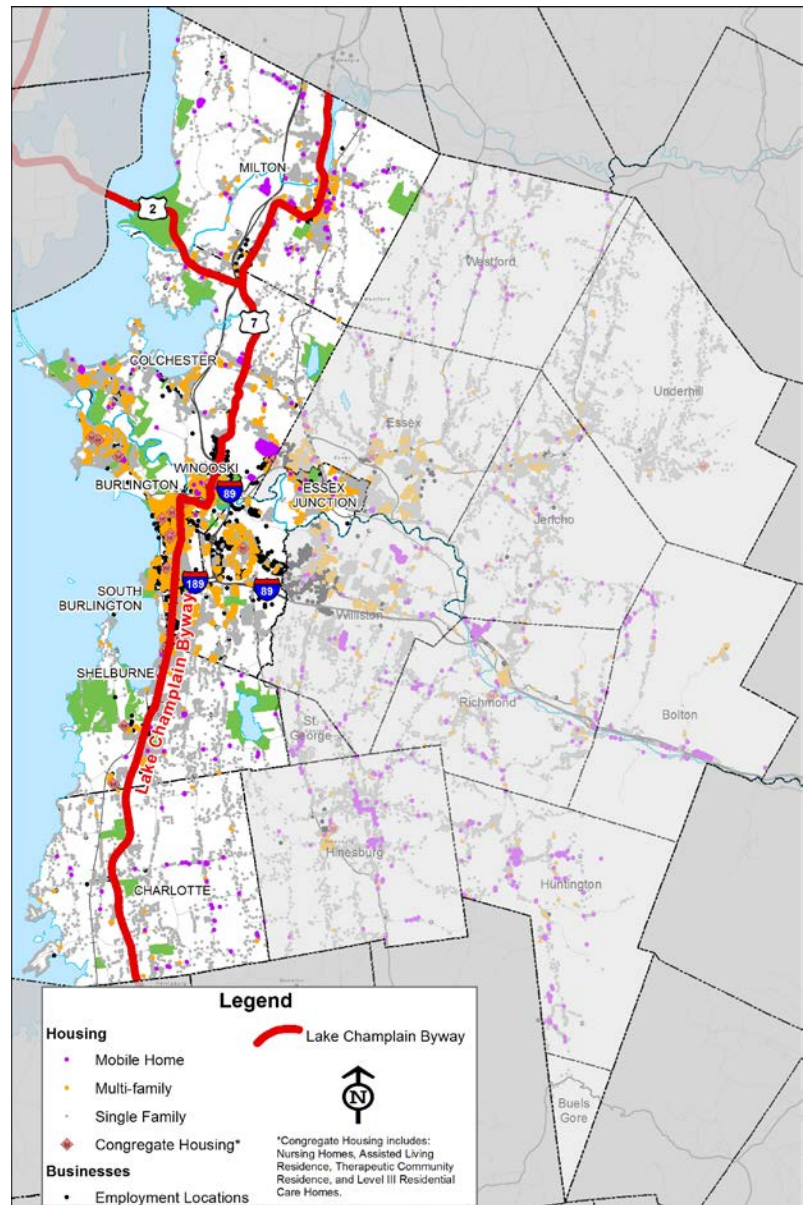 MILTON
2
Westford
7
COLCHESTER
Underhill
Essex
WINOOSKI
BURLINGTON
89
ESSEX
JUNCTION
Jericho
SOUTH
BURLINGTON
189
89
Williston
Lake Champlain Byway
SHELBURNE
St.
George
Richmond
Bolton
Hinesburg
Huntington
CHARLOTTE
Buels
Gore
Legend
Housing
Mobile Home
Multi-family
Single Family
Congregate Housing*
Businesses
Employment Locations
Lake Champlain Byway
N
*Congregate Housing includes:
Nursing Homes, Assisted Living
Residence, Therapeutic Community
Residence, and Level III Residential
Care Homes.